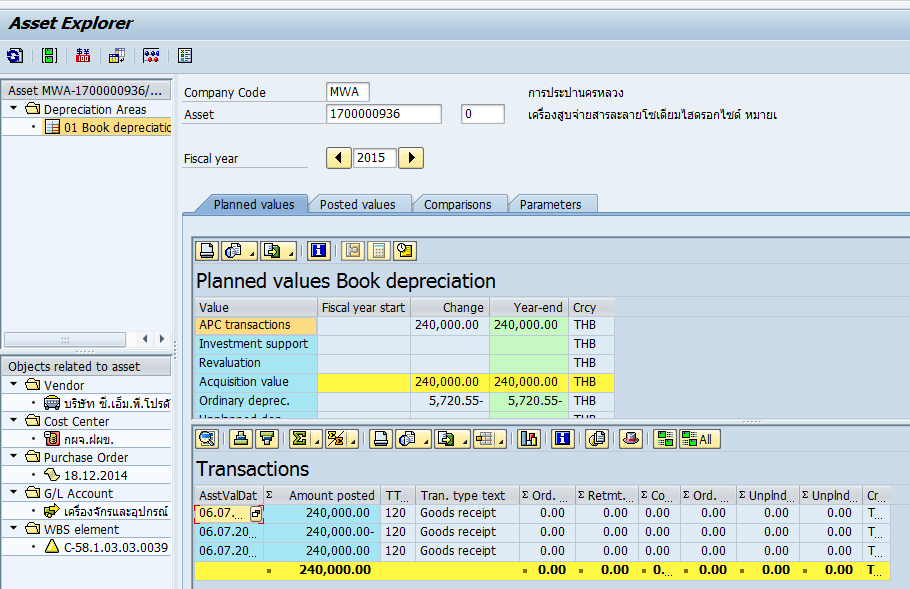 Asset Explorer
Asset MWA-1700000936/...
Depreciation Areas
01 Book depreciatic
Company Code MWA การประปานครหลวง
Asset 1700000936 0 เครื่องสูบจ่ายสารละลายโซเดียมไฮดรอกไซด์ หมายเ
Fiscal year 2015
Planned values Posted values Comparisons Parameters
Planned values Book depreciation
Value Fiscal year start Change Year-end Crcy
APC transactions 240,000.00 240,000.00 THB
Investment support THB
Revaluation THB
Acquisition value 240,000.00 240,000.00 THB
Ordinary deprec. 5,720.55- 5,720.55- THB
Objects related to asset
Vendor
บริษัท ซี.เอ็ม.พี.โปรดั
Cost Center
กผจ.ฝผข.
Purchase Order
18.12.2014
G/L Account
เครื่องจักรและอุปกรณ์
WBS element
C-58.1.03.03.0039
All
Transactions
AsstValDat Σ Amount posted TT... Tran. type text Σ Ord. ... Σ Retmt.... Σ Co... Σ Ord. ... Σ Unplnd... Σ Unplnd... Cr...
06.07.... 240,000.00 120 Goods receipt 0.00 0.00 0.00 0.00 0.00 0.00 T...
06.07.20... 240,000.00- 120 Goods receipt 0.00 0.00 0.00 0.00 0.00 0.00 T...
06.07.20... 240,000.00 120 Goods receipt 0.00 0.00 0.00 0.00 0.00 0.00 T...
240,000.00 0.00 0.00 0.... 0.00 0.00 0.00 T...